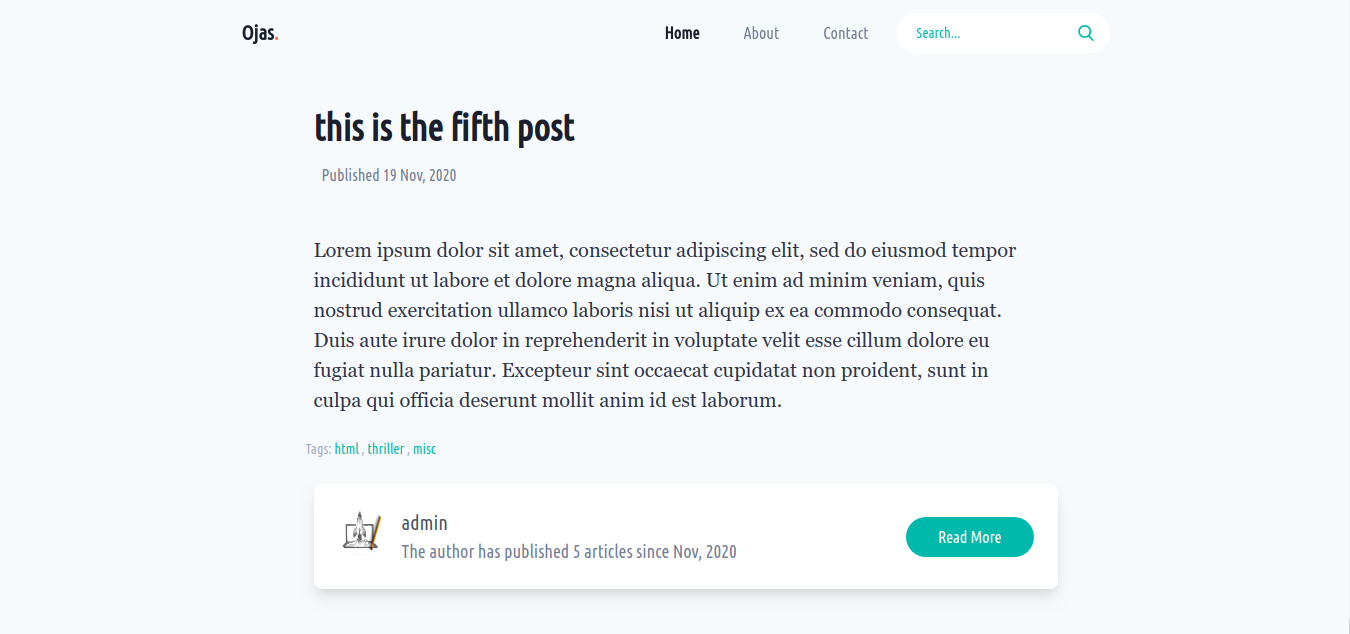 Ojas.
Home About Contact Search...
this is the fifth post
Published 19 Nov, 2020
Lorem ipsum dolor sit amet, consectetur adipiscing elit, sed do eiusmod tempor
incididunt ut labore et dolore magna aliqua. Ut enim ad minim veniam, quis
nostrud exercitation ullamco laboris nisi ut aliquip ex ea commodo consequat.
Duis aute irure dolor in reprehenderit in voluptate velit esse cillum dolore eu
fugiat nulla pariatur. Excepteur sint occaecat cupidatat non proident, sunt in
culpa qui officia deserunt mollit anim id est laborum.
Tags: html , thriller , misc
admin
The author has published 5 articles since Nov, 2020
Read More